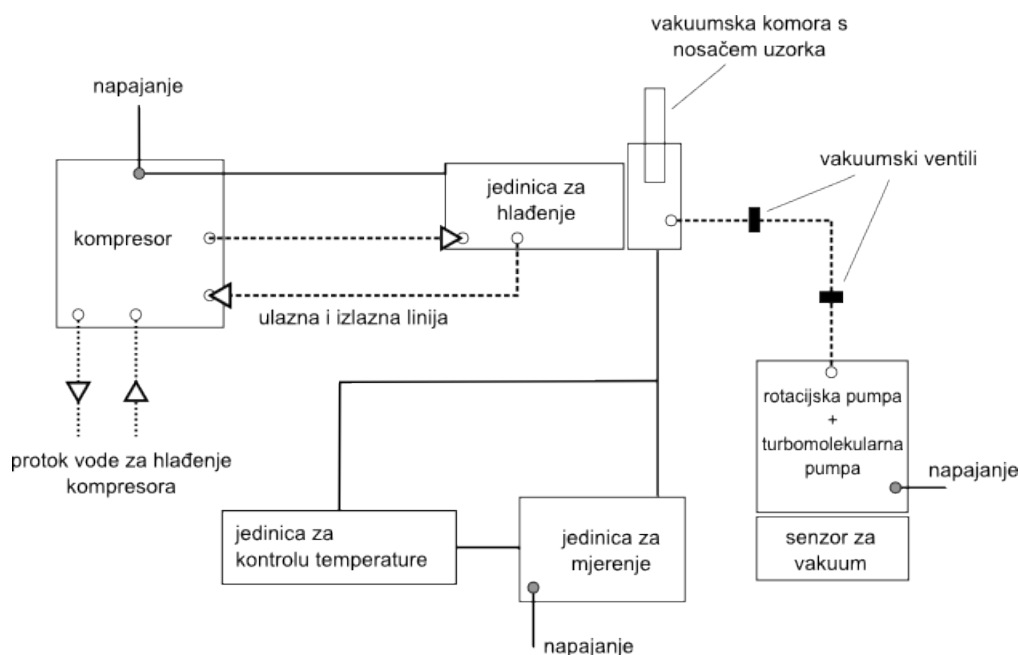 vakuumska komora s
nosačem uzorka
napajanje
vakuumski ventili
jedinica za
hlađenje
kompresor
ulazna i izlazna linija
rotacijska pumpa
+
turbomolekularna
pumpa
protok vode za hlađenje
kompresora
napajanje
jedinica za
kontrolu temperature
jedinica za
mjerenje
senzor za
vakuum
napajanje